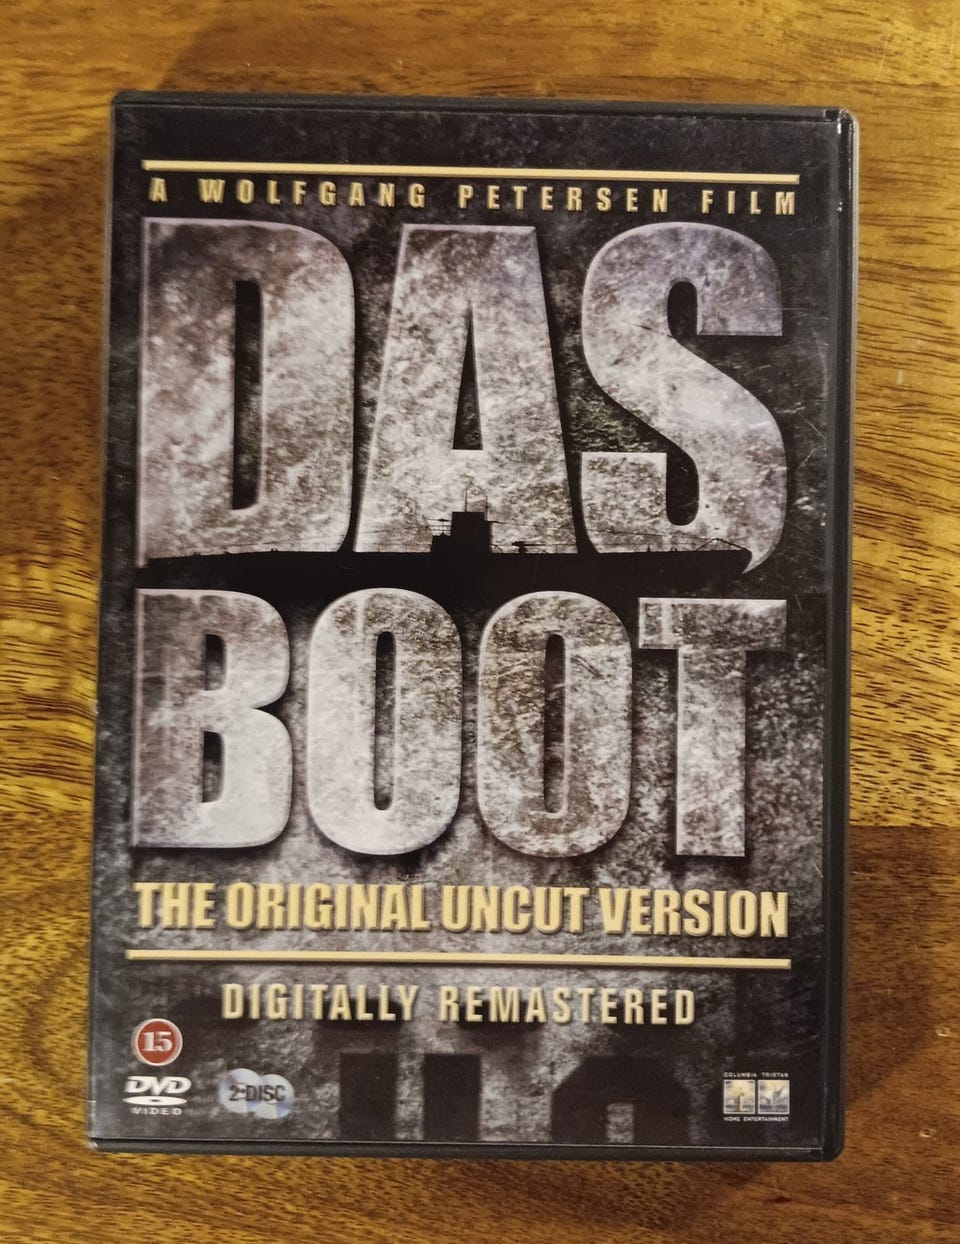 A WOLFGANG PETERSEN FILM
DAS
BOOT
THE ORIGINAL UNCUT VERSION
DIGITALLY REMASTERED
15
DVD
VIDEO
2-DISC
COLUMBIA TRISTAR
HOME ENTERTAINMENT